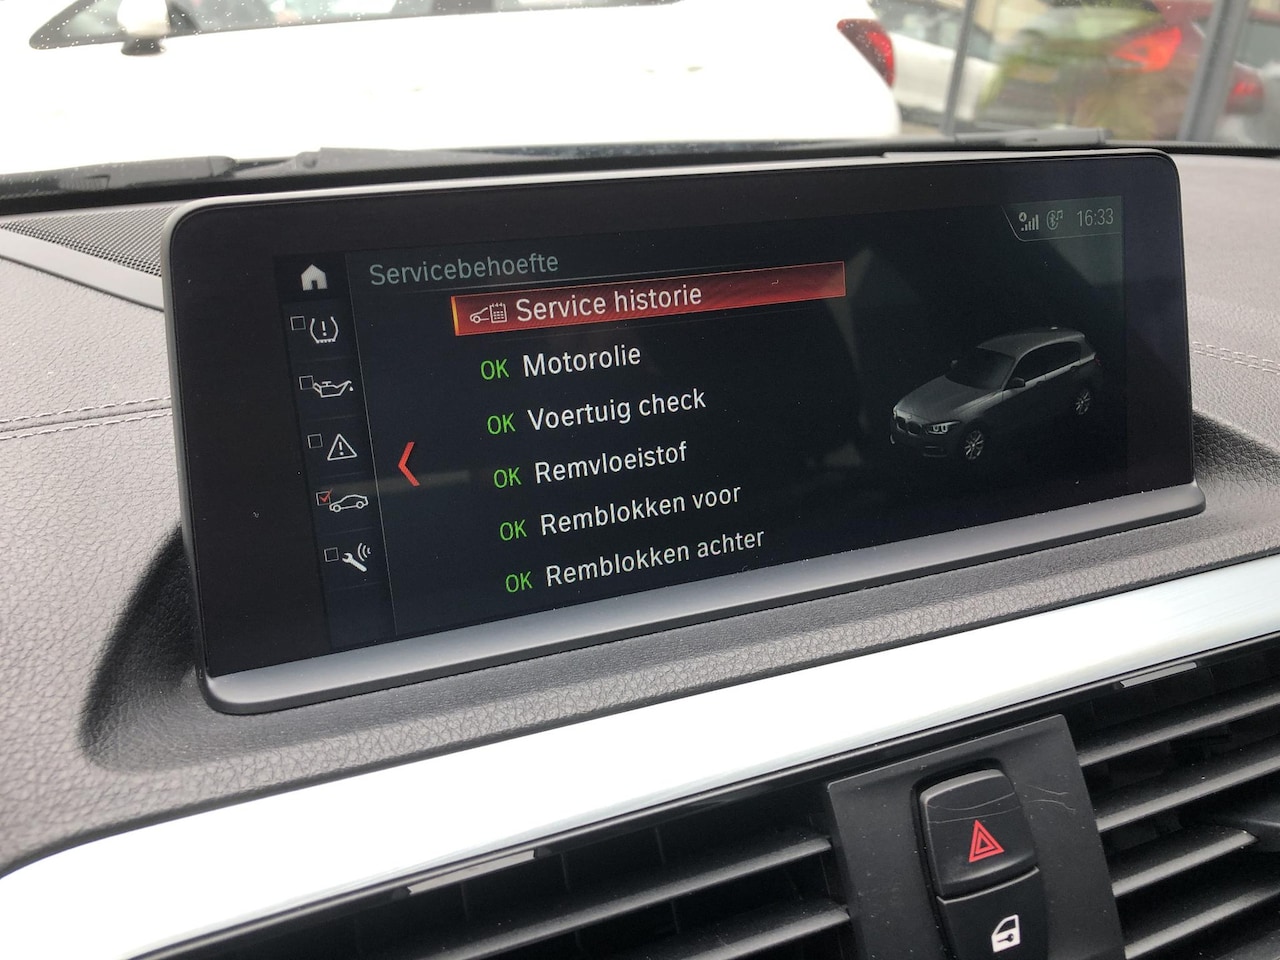 16:33
Servicebehoefte
Service historie
OK Motorolie
OK Voertuig check
OK Remvloeistof
OK Remblokken voor
OK Remblokken achter